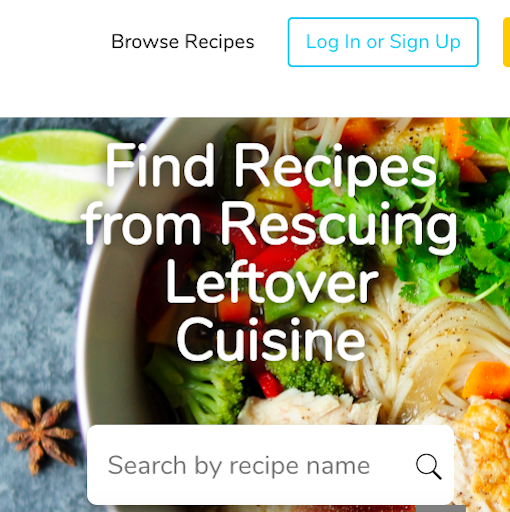 Browse Recipes
Log In or Sign Up
Find Recipes
from Rescuing
Leftover
Cuisine
Search by recipe name